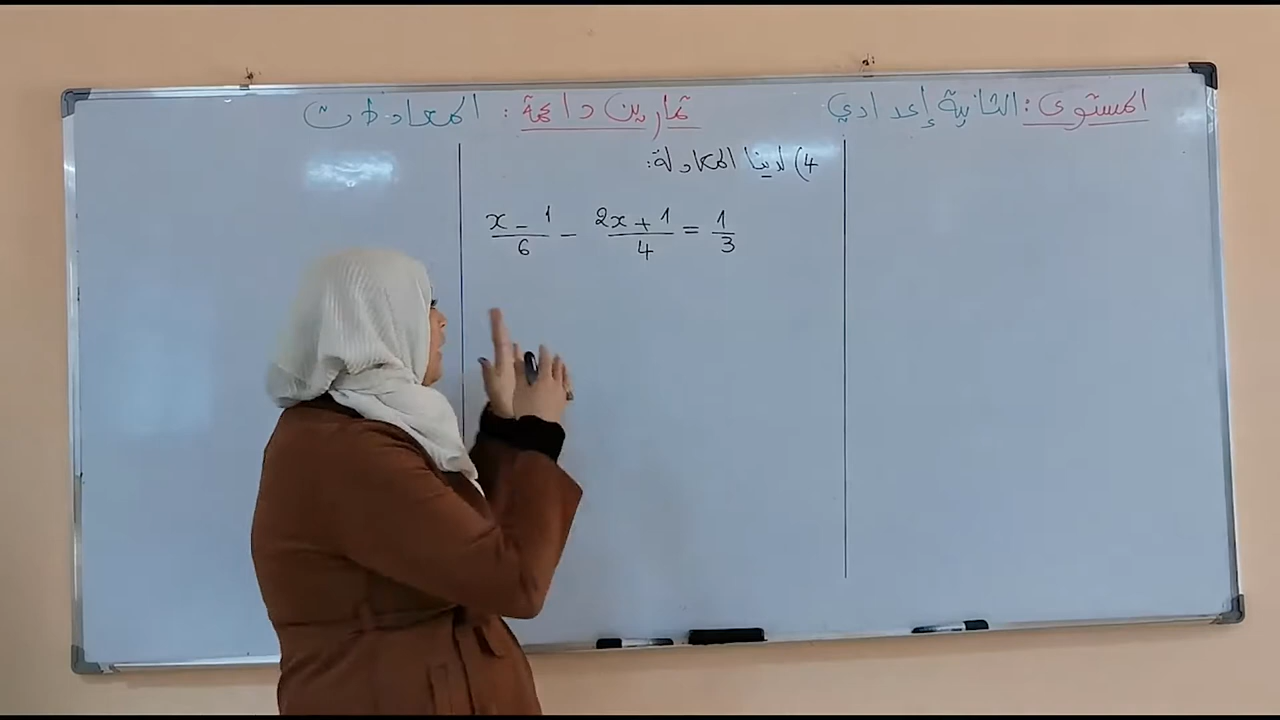 المستوى: الثانية إعدادي
تمارين داعمة: المعادلات
4) لدينا المعادلة:
x - 1 / 6 - 2x + 1 / 4 = 1 / 3